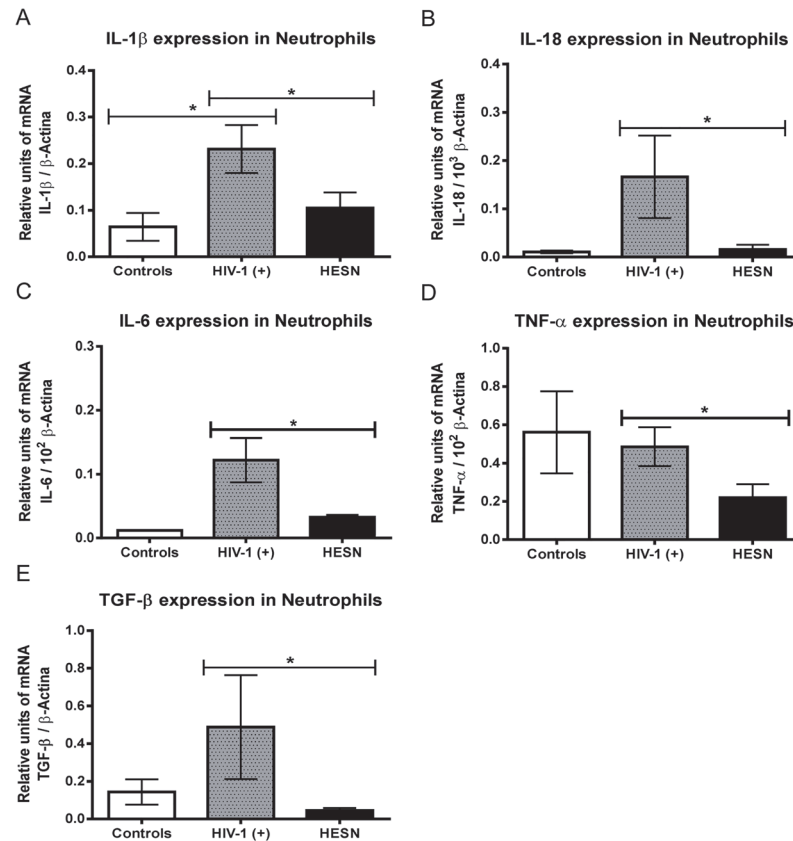 A
IL-1β expression in Neutrophils
Relative units of mRNA
IL-1β / β-Actina
0.4
0.3
0.2
0.1
0.0
*
*
Controls
HIV-1 (+)
HESN
B
IL-18 expression in Neutrophils
Relative units of mRNA
IL-18 / 10³ β-Actina
0.4
0.3
0.2
0.1
0.0
*
Controls
HIV-1 (+)
HESN
C
IL-6 expression in Neutrophils
Relative units of mRNA
IL-6 / 10² β-Actina
0.3
0.2
0.1
0.0
*
Controls
HIV-1 (+)
HESN
D
TNF-α expression in Neutrophils
Relative units of mRNA
TNF-α / 10² β-Actina
1.0
0.8
0.6
0.4
0.2
0.0
*
Controls
HIV-1 (+)
HESN
E
TGF-β expression in Neutrophils
Relative units of mRNA
TGF-β / β-Actina
1.0
0.8
0.6
0.4
0.2
0.0
*
Controls
HIV-1 (+)
HESN